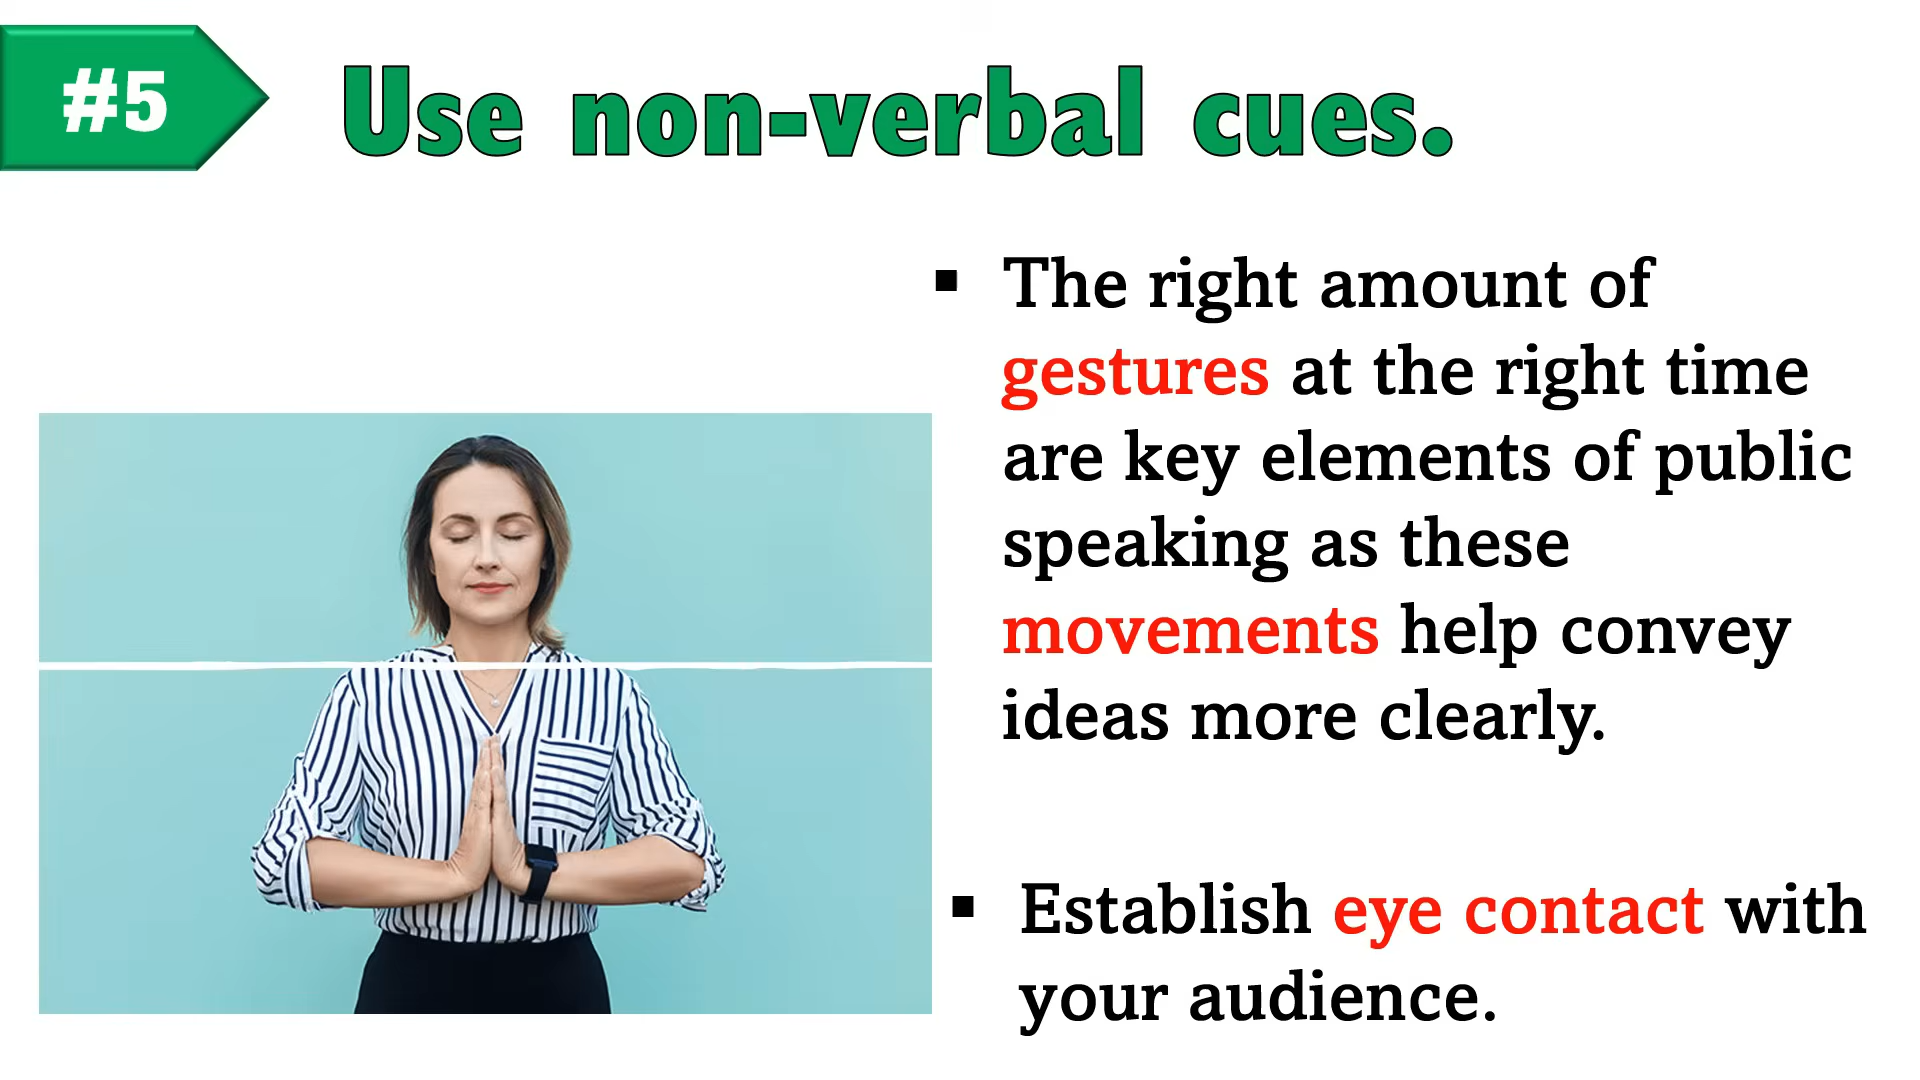 #5
Use non-verbal cues.
▪ The right amount of
gestures at the right time
are key elements of public
speaking as these
movements help convey
ideas more clearly.
▪ Establish eye contact with
your audience.